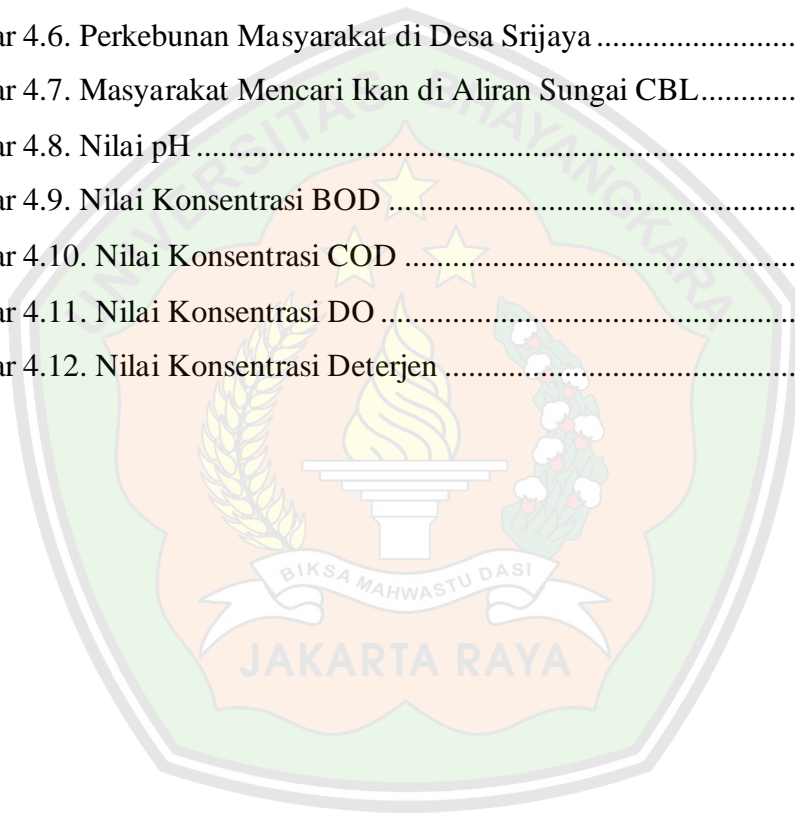 ar 4.6. Perkebunan Masyarakat di Desa Srijaya ..........................
ar 4.7. Masyarakat Mencari Ikan di Aliran Sungai CBL.............
ar 4.8. Nilai pH ...........................................................................
ar 4.9. Nilai Konsentrasi BOD ....................................................
ar 4.10. Nilai Konsentrasi COD ..................................................
ar 4.11. Nilai Konsentrasi DO .....................................................
ar 4.12. Nilai Konsentrasi Deterjen .............................................
UNIVERSITAS BHAYANGKARA
BIKSA MAHWASTU DASI
JAKARTA RAYA